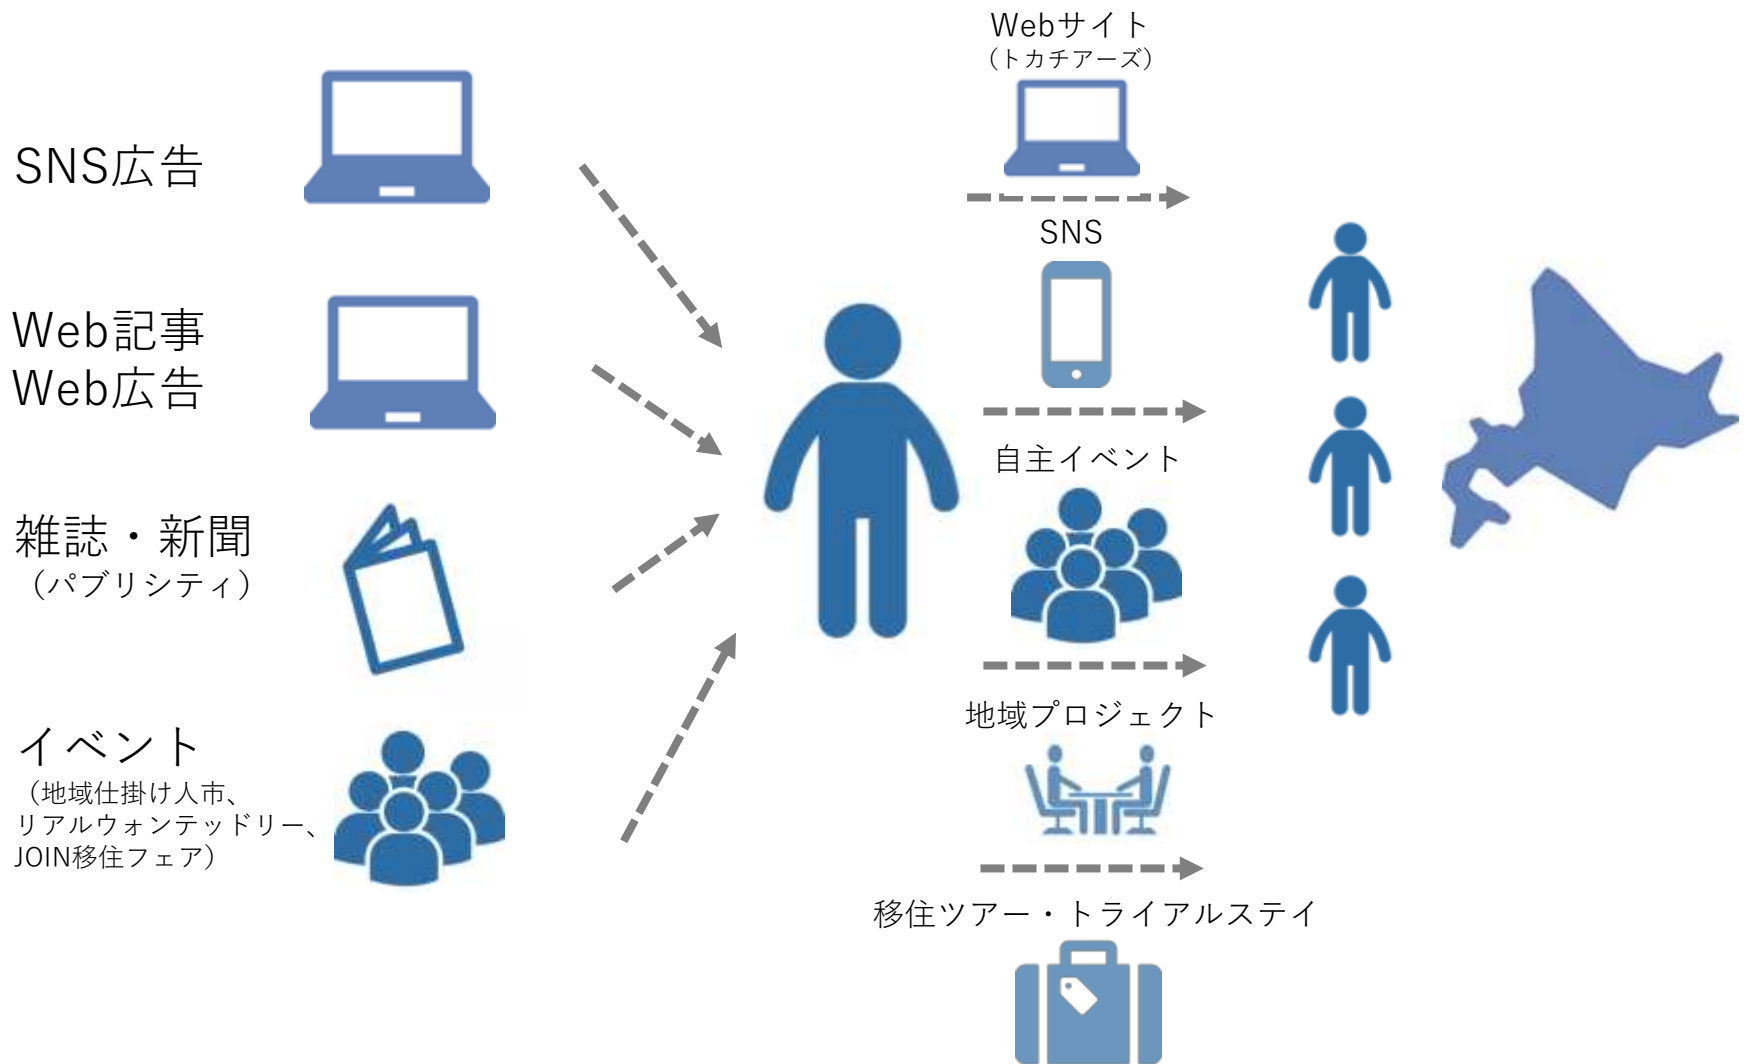 SNS広告
Web記事
Web広告
雑誌・新聞
（パブリシティ）
イベント
（地域仕掛け人市、
リアルウォンテッドリー、
JOIN移住フェア）
Webサイト
（トカチアーズ）
SNS
自主イベント
地域プロジェクト
移住ツアー・トライアルステイ